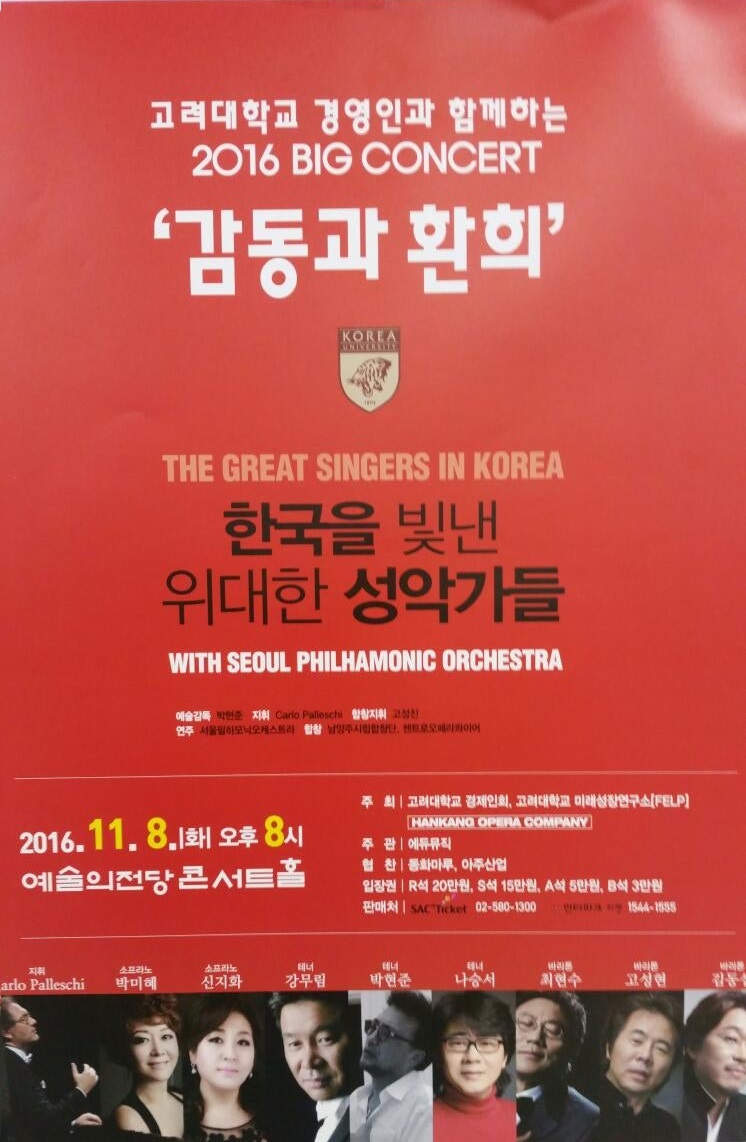 고려대학교 경영인과 함께하는
2016 BIG CONCERT
‘감동과 환희’
KOREA
UNIVERSITY
1905
THE GREAT SINGERS IN KOREA
한국을 빛낸
위대한 성악가들
WITH SEOUL PHILHAMONIC ORCHESTRA
예술감독 박현준 지휘 Carlo Palleschi 합창지휘 고성진
연주 서울필하모닉오케스트라 합창 남양주시립합창단, 쎈트로오페라콰이어
2016. 11. 8.|화| 오후 8시
예술의전당 콘서트홀
주 최 | 고려대학교 경제인회, 고려대학교 미래성장연구소[FELP]
HANKANG OPERA COMPANY
주 관 | 에듀뮤직
협 찬 | 동화마루, 아주산업
입장권 | R석 20만원, S석 15만원, A석 5만원, B석 3만원
판매처 | SAC Ticket 02-580-1300 인터파크 티켓 1544-1555
지휘 소프라노 소프라노 테너 테너 테너 바리톤 바리톤 바리톤
arlo Palleschi 박미혜 신지화 강무림 박현준 나승서 최현수 고성현 김동